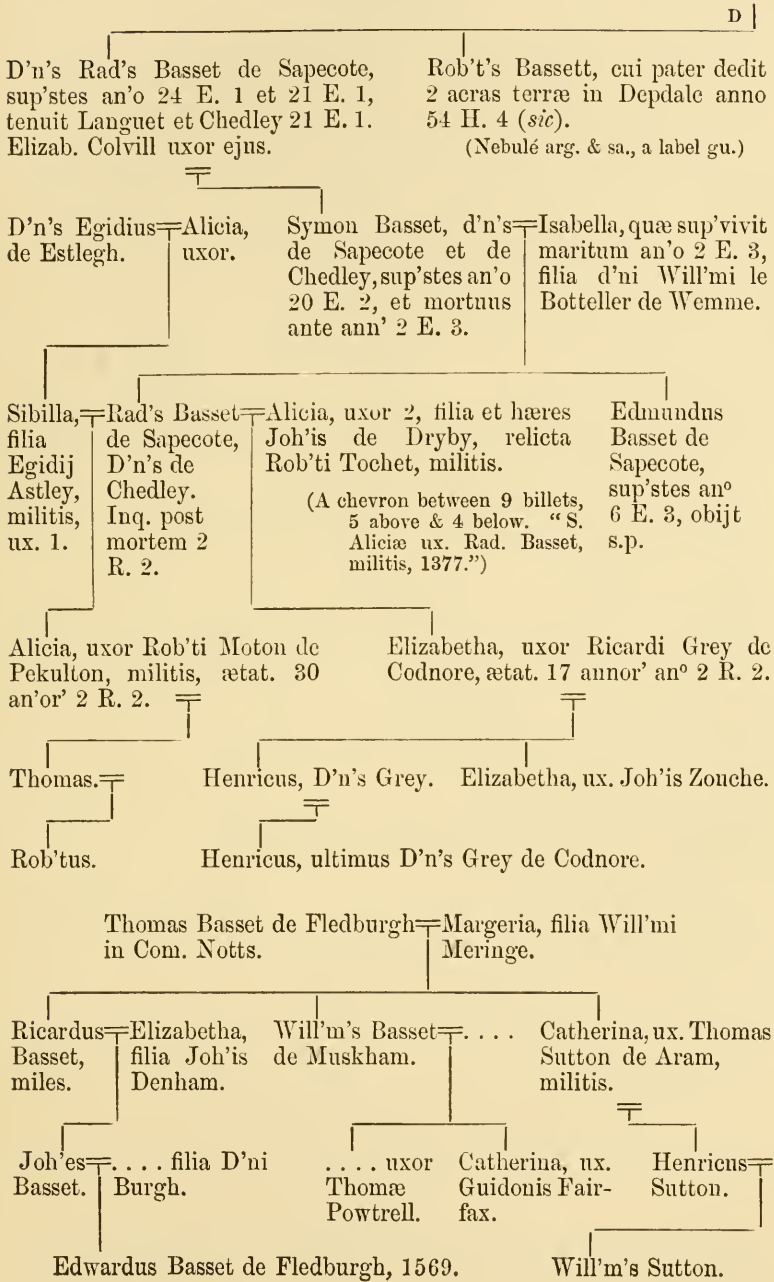 D
D'n's Rad's Basset de Sapecote,
sup'stes an'o 24 E. 1 et 21 E. 1,
tenuit Languet et Chedley 21 E. 1.
Elizab. Colvill uxor ejus.
Rob't's Bassett, cui pater dedit
2 acras terræ in Depdale anno
54 H. 4 (sic).
(Nebulé arg. & sa., a label gu.)
D'n's Egidius
de Estlegh.
Alicia,
uxor.
Symon Basset, d'n's
de Sapecote et de
Chedley, sup'stes an'o
20 E. 2, et mortuus
ante ann' 2 E. 3.
Isabella, quæ sup'vivit
maritum an'o 2 E. 3,
filia d'ni Will'mi le
Botteller de Wemme.
Sibilla,
filia
Egidij
Astley,
militis,
ux. 1.
Rad's Basset
de Sapecote,
D'n's de
Chedley.
Inq. post
mortem 2
R. 2.
Alicia, uxor 2, filia et hæres
Joh'is de Dryby, relicta
Rob'ti Tochet, militis.
(A chevron between 9 billets,
5 above & 4 below. "S.
Aliciæ ux. Rad. Basset,
militis, 1377.")
Edmundus
Basset de
Sapecote,
sup'stes anº
6 E. 3, obijt
s.p.
Alicia, uxor Rob'ti Moton de
Pekulton, militis, ætat. 30
an'or' 2 R. 2.
Elizabetha, uxor Ricardi Grey de
Codnore, ætat. 17 annor' anº 2 R. 2.
Thomas.
Henricus, D'n's Grey.
Elizabetha, ux. Joh'is Zouche.
Rob'tus.
Henricus, ultimus D'n's Grey de Codnore.
Thomas Basset de Fledburgh
in Com. Notts.
Margeria, filia Will'mi
Meringe.
Ricardus
Basset,
miles.
Elizabetha,
filia Joh'is
Denham.
Will'm's Basset
de Muskham.
. . . .
Catherina, ux. Thomas
Sutton de Aram,
militis.
Joh'es
Basset.
. . . . filia D'ni
Burgh.
. . . . uxor
Thomæ
Powtrell.
Catherina, ux.
Guidonis Fair-
fax.
Henricus
Sutton.
Edwardus Basset de Fledburgh, 1569.
Will'm's Sutton.